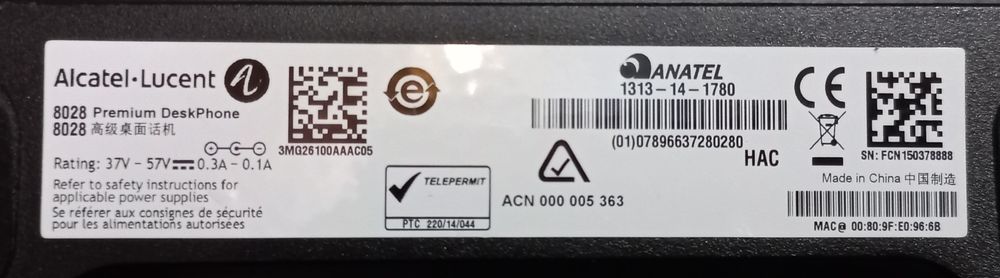 Alcatel·Lucent
8028 Premium DeskPhone
8028 高级桌面话机
Rating: 37V - 57V⎓0.3A - 0.1A
Refer to safety instructions for
applicable power supplies
Se référer aux consignes de sécurité
pour les alimentations autorisées
3MG26100AAAC05
e
TELEPERMIT
PTC 220/14/044
ANATEL
1313-14-1780
(01)07896637280280
HAC
ACN 000 005 363
CE
SN: FCN150378888
Made in China 中国制造
MAC@ 00:80:9F:E0:96:6B